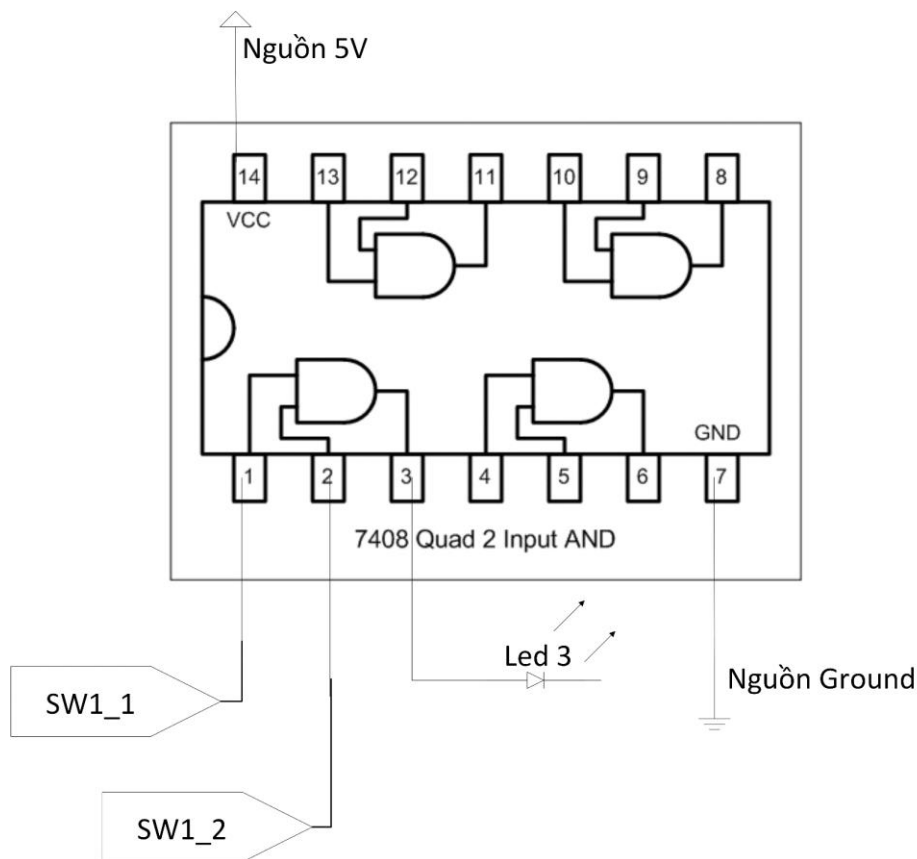 Nguồn 5V
14 13 12 11 10 9 8
VCC
GND
1 2 3 4 5 6 7
7408 Quad 2 Input AND
Led 3
Nguồn Ground
SW1_1
SW1_2